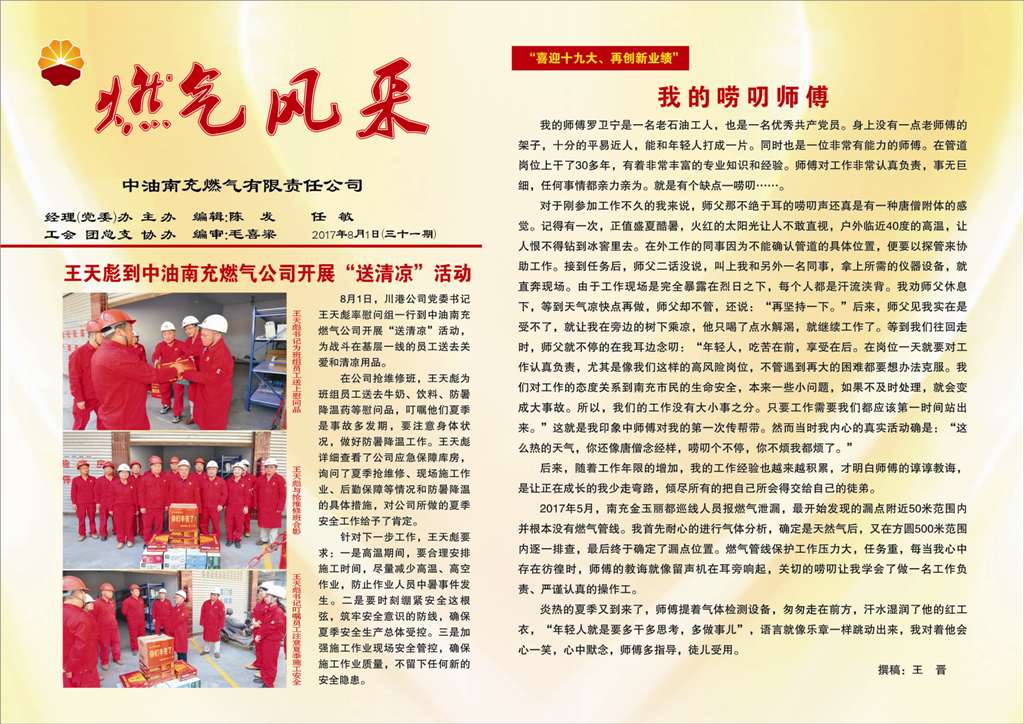 燃气风采
中油南充燃气有限责任公司
经理(党委)办 主办 编辑:陈 发 任 敏
工会 团总支 协办 编审:毛喜梁 2017年8月1日(三十一期)
王天彪到中油南充燃气公司开展“送清凉”活动
王天彪书记为班组员工送上慰问品
王天彪与抢维修班合影
王天彪书记叮嘱员工注意夏季施工安全
8月1日，川港公司党委书记
王天彪率慰问组一行到中油南充
燃气公司开展“送清凉”活动，
为战斗在基层一线的员工送去关
爱和清凉用品。
在公司抢维修班，王天彪为
班组员工送去牛奶、饮料、防暑
降温药等慰问品，叮嘱他们夏季
是事故多发期，要注意身体状
况，做好防暑降温工作。王天彪
详细查看了公司应急保障库房，
询问了夏季抢维修、现场施工作
业、后勤保障等情况和防暑降温
的具体措施，对公司所做的夏季
安全工作给予了肯定。
针对下一步工作，王天彪要
求：一是高温期间，要合理安排
施工时间，尽量减少高温、高空
作业，防止作业人员中暑事件发
生。二是要时刻绷紧安全这根
弦，筑牢安全意识的防线，确保
夏季安全生产总体受控。三是加
强施工作业现场安全管控，确保
施工作业质量，不留下任何新的
安全隐患。
“喜迎十九大、再创新业绩”
我的唠叨师傅
我的师傅罗卫宁是一名老石油工人，也是一名优秀共产党员。身上没有一点老师傅的
架子，十分的平易近人，能和年轻人打成一片。同时也是一位非常有能力的师傅。在管道
岗位上干了30多年，有着非常丰富的专业知识和经验。师傅对工作非常认真负责，事无巨
细，任何事情都亲力亲为。就是有个缺点—唠叨……。
对于刚参加工作不久的我来说，师父那不绝于耳的唠叨声还真是有一种唐僧附体的感
觉。记得有一次，正值盛夏酷暑，火红的太阳光让人不敢直视，户外临近40度的高温，让
人恨不得钻到冰窖里去。在外工作的同事因为不能确认管道的具体位置，便要以探管来协
助工作。接到任务后，师父二话没说，叫上我和另外一名同事，拿上所需的仪器设备，就
直奔现场。由于工作现场是完全暴露在烈日之下，每个人都是汗流浃背。我劝师父休息
下，等到天气凉快点再做，师父却不管，还说：“再坚持一下。”后来，师父见我实在是
受不了，就让我在旁边的树下乘凉，他只喝了点水解渴，就继续工作了。等到我们往回走
时，师父就不停的在我耳边念叨：“年轻人，吃苦在前，享受在后。在岗位一天就要对工
作认真负责，尤其是像我们这样的高风险岗位，不管遇到再大的困难都要想办法克服。我
们对工作的态度关系到南充市民的生命安全，本来一些小问题，如果不及时处理，就会变
成大事故。所以，我们的工作没有大小事之分。只要工作需要我们都应该第一时间站出
来。”这就是我印象中师傅对我的第一次传帮带。然而当时我内心的真实活动确是：“这
么热的天气，你还像唐僧念经样，唠叨个不停，你不烦我都烦了。”
后来，随着工作年限的增加，我的工作经验也越来越积累，才明白师傅的谆谆教诲，
是让正在成长的我少走弯路，倾尽所有的把自己所会得交给自己的徒弟。
2017年5月，南充金玉丽都巡线人员报燃气泄漏，最开始发现的漏点附近50米范围内
并根本没有燃气管线。我首先耐心的进行气体分析，确定是天然气后，又在方圆500米范围
内逐一排查，最后终于确定了漏点位置。燃气管线保护工作压力大，任务重，每当我心中
存在彷徨时，师傅的教诲就像留声机在耳旁响起，关切的唠叨让我学会了做一名工作负
责、严谨认真的操作工。
炎热的夏季又到来了，师傅提着气体检测设备，匆匆走在前方，汗水湿润了他的红工
衣，“年轻人就是要多干多思考，多做事儿”，语言就像乐章一样跳动出来，我对着他会
心一笑，心中默念，师傅多指导，徒儿受用。
撰稿：王 晋